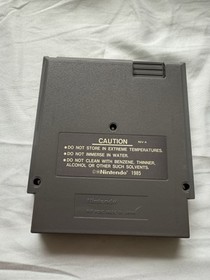 CAUTION
•DO NOT STORE IN EXTREME TEMPERATURES.
•DO NOT IMMERSE IN WATER.
•DO NOT CLEAN WITH BENZENE, THINNER,
ALCOHOL OR OTHER SUCH SOLVENTS.
©Nintendo 1985